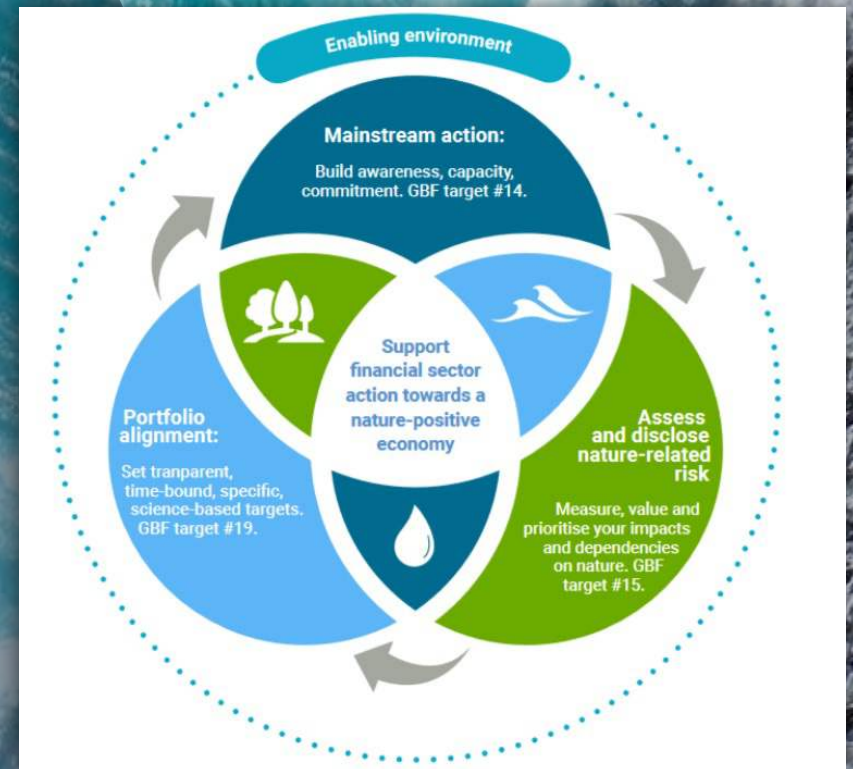 Enabling environment
Mainstream action:
Build awareness, capacity,
commitment. GBF target #14.
Support
financial sector
action towards a
nature-positive
economy
Portfolio
alignment:
Set tranparent,
time-bound, specific,
science-based targets.
GBF target #19.
Assess
and disclose
nature-related
risk
Measure, value and
prioritise your impacts
and dependencies
on nature. GBF
target #15.